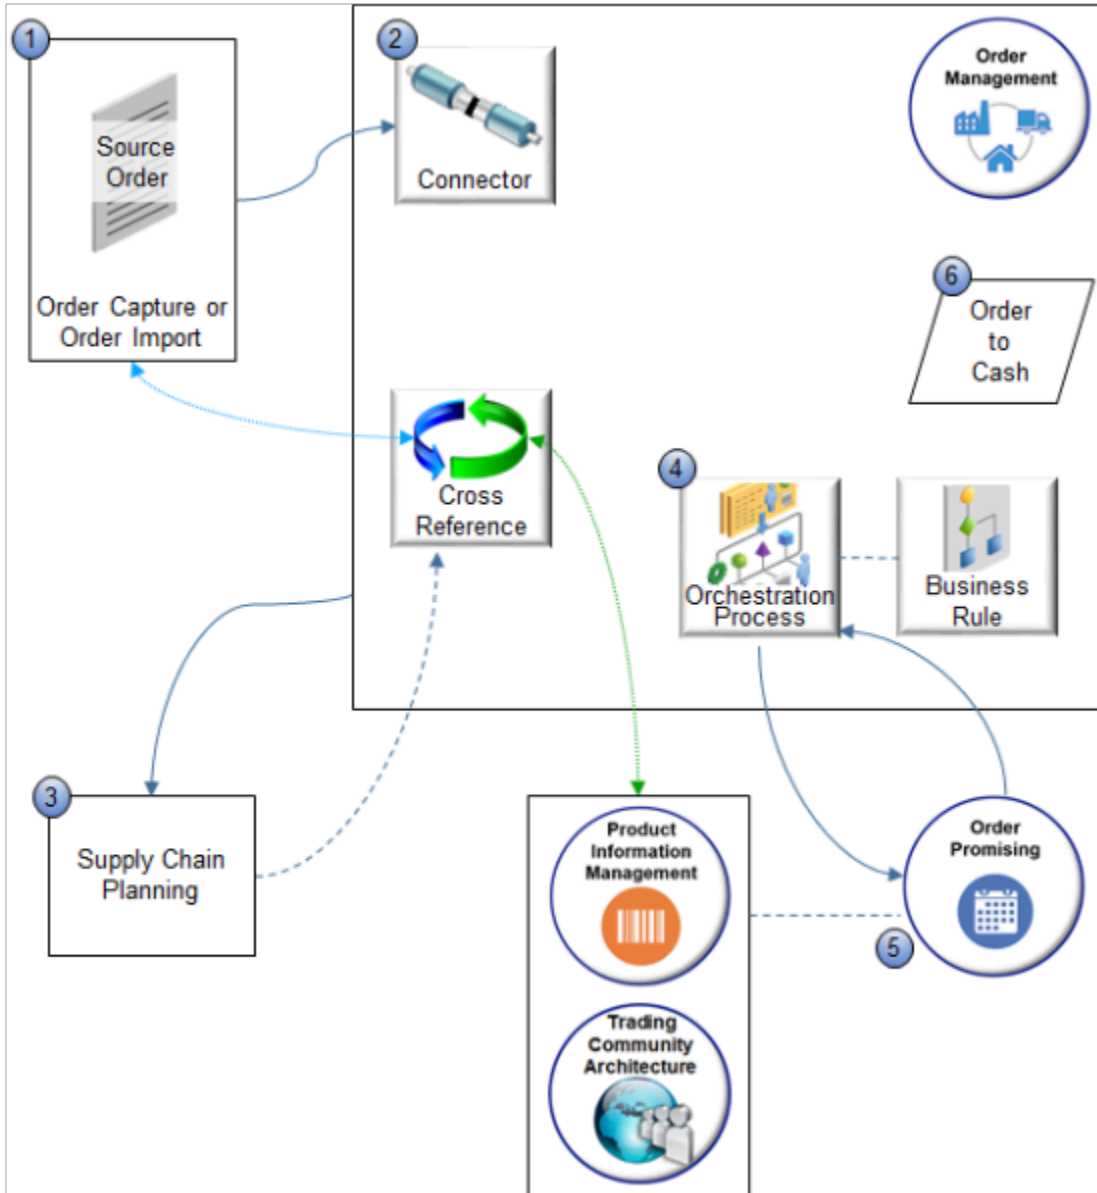 1
Source
Order
Order Capture or
Order Import
2
Connector
Order
Management
6
Order
to
Cash
Cross
Reference
4
Orchestration
Process
Business
Rule
3
Supply Chain
Planning
Product
Information
Management
Trading
Community
Architecture
5
Order
Promising